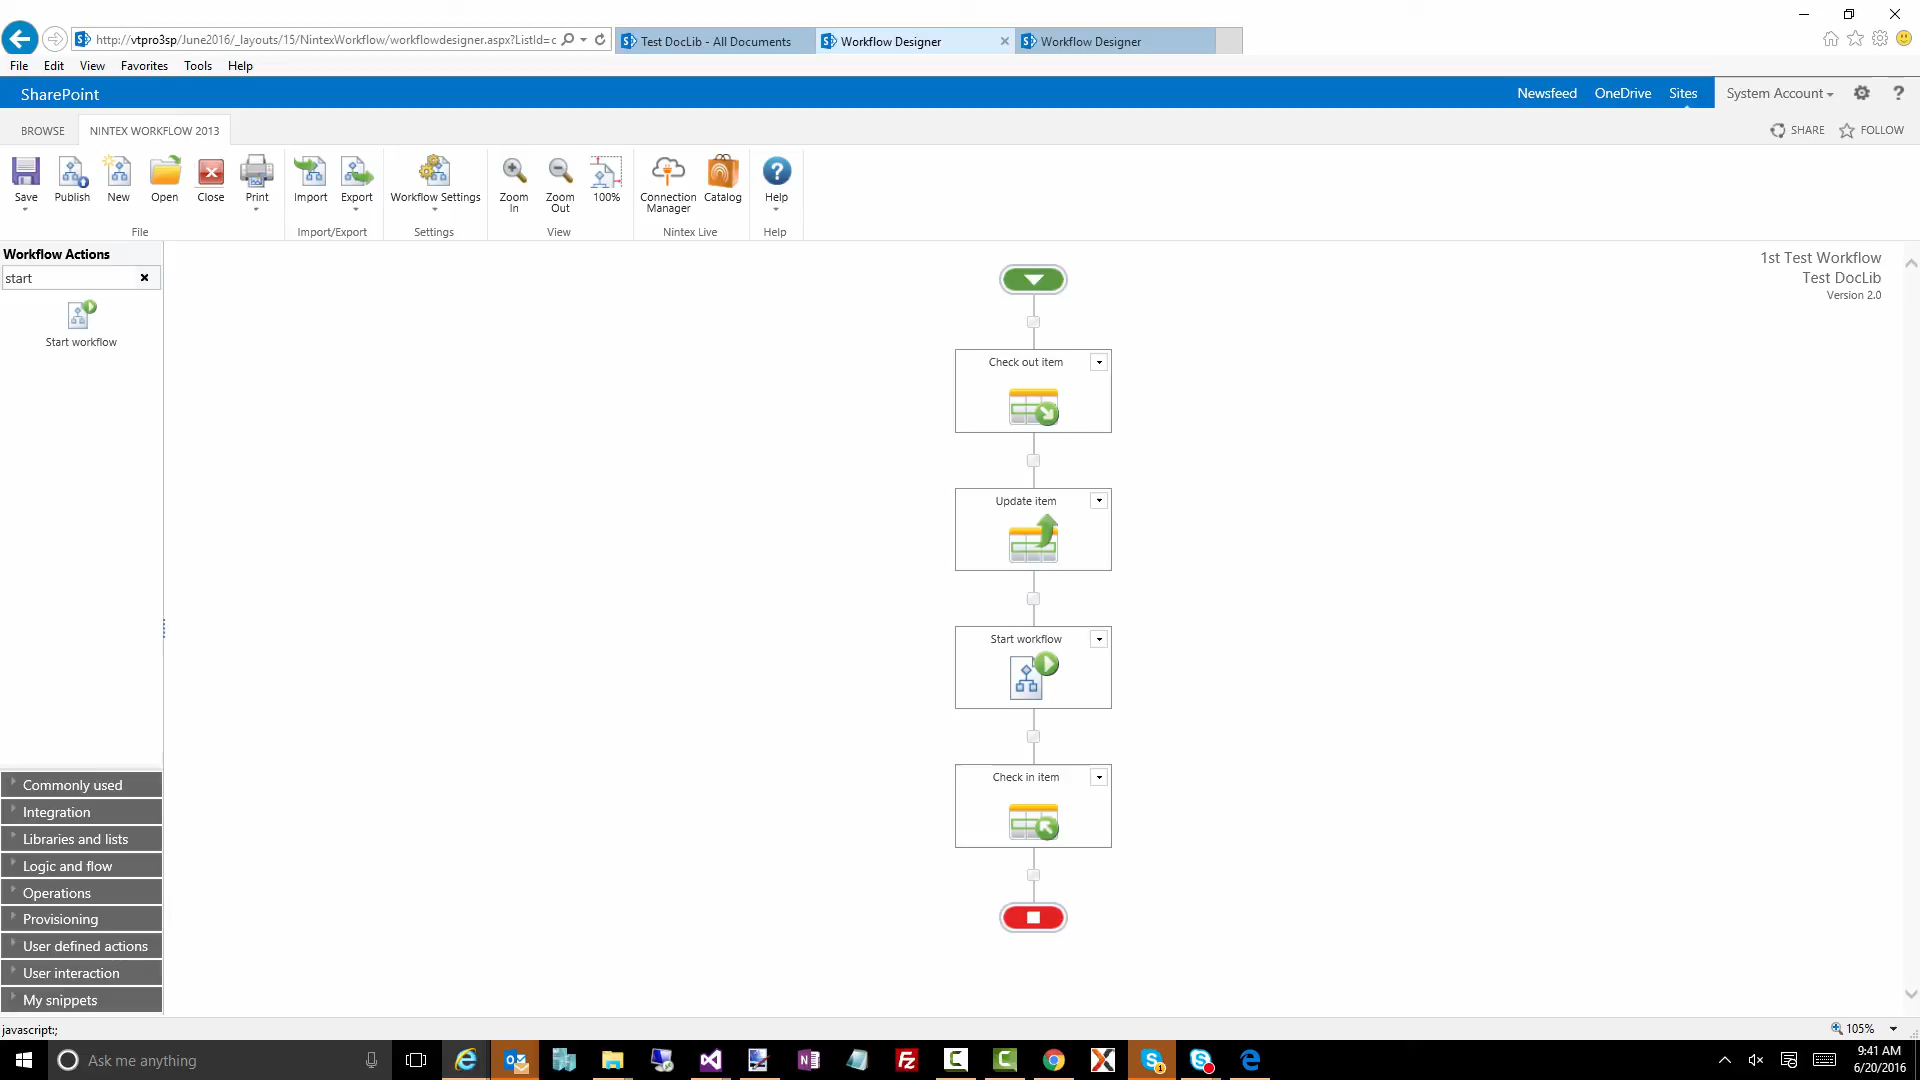 http://vtpro3sp/June2016/_layouts/15/NintexWorkflow/workflowdesigner.aspx?ListId=c
Test DocLib - All Documents
Workflow Designer
Workflow Designer
File Edit View Favorites Tools Help
SharePoint
Newsfeed OneDrive Sites System Account ?
BROWSE NINTEX WORKFLOW 2013
SHARE FOLLOW
Save Publish New Open Close Print Import Export Workflow Settings Zoom In Zoom Out 100% Connection Manager Catalog Help
File Import/Export Settings View Nintex Live Help
Workflow Actions
start
Start workflow
1st Test Workflow
Test DocLib
Version 2.0
Check out item
Update item
Start workflow
Check in item
Commonly used
Integration
Libraries and lists
Logic and flow
Operations
Provisioning
User defined actions
User interaction
My snippets
javascript:;
105%
Ask me anything
9:41 AM
6/20/2016